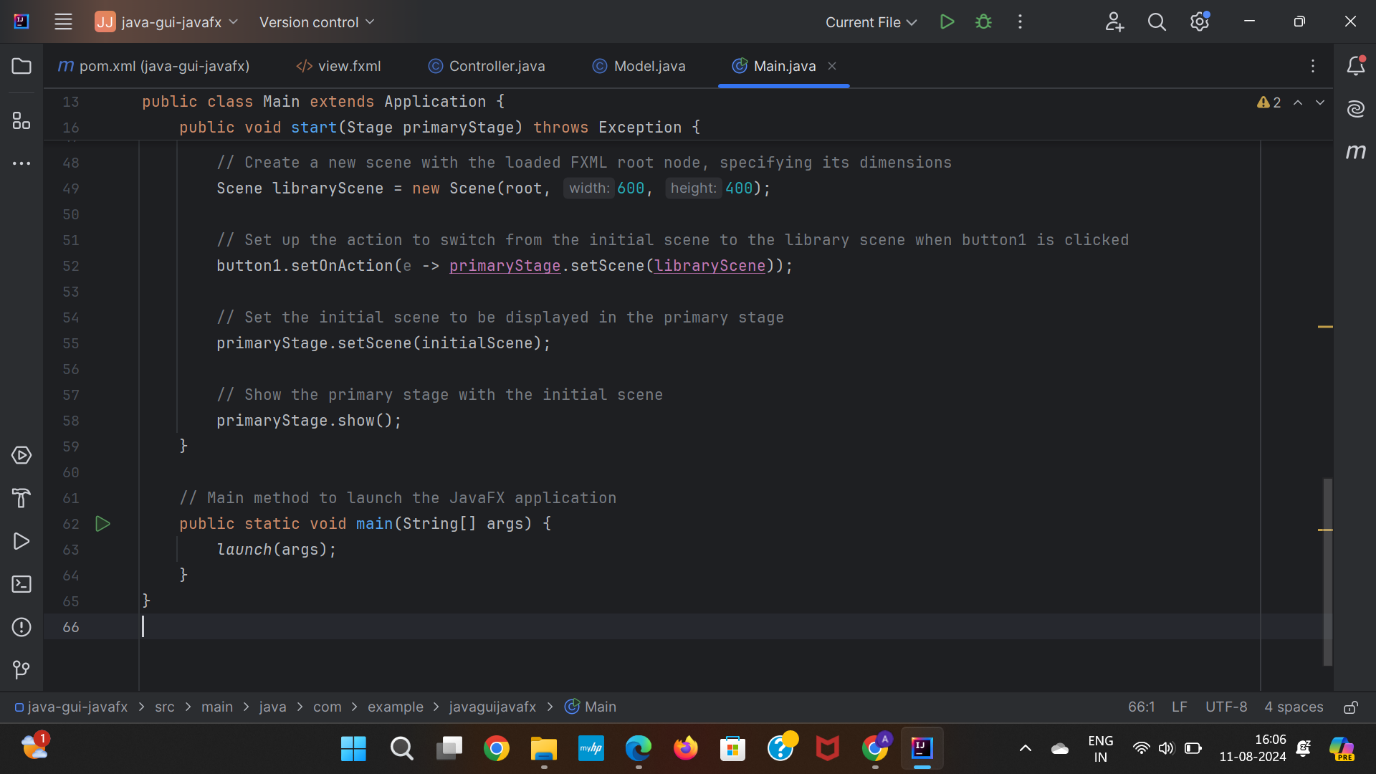 JJ java-gui-javafx Version control Current File
pom.xml (java-gui-javafx) view.fxml Controller.java Model.java Main.java
13 public class Main extends Application { 2
16 public void start(Stage primaryStage) throws Exception {
48 // Create a new scene with the loaded FXML root node, specifying its dimensions
49 Scene libraryScene = new Scene(root, width: 600, height: 400);
50
51 // Set up the action to switch from the initial scene to the library scene when button1 is clicked
52 button1.setOnAction(e -> primaryStage.setScene(libraryScene));
53
54 // Set the initial scene to be displayed in the primary stage
55 primaryStage.setScene(initialScene);
56
57 // Show the primary stage with the initial scene
58 primaryStage.show();
59 }
60
61 // Main method to launch the JavaFX application
62 public static void main(String[] args) {
63 launch(args);
64 }
65 }
66
java-gui-javafx > src > main > java > com > example > javaguijavafx > Main 66:1 LF UTF-8 4 spaces
1 myhp A IJ ENG 16:06
IN 11-08-2024 PRE